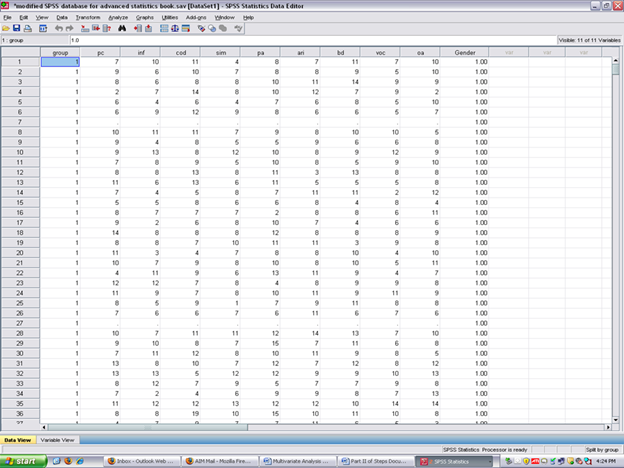 *modified SPSS database for advanced statistics book.sav [DataSet1] - SPSS Statistics Data Editor
File Edit View Data Transform Analyze Graphs Utilities Add-ons Window Help
1 : group 1.0 Visible: 11 of 11 Variables
group pc inf cod sim pa ari bd voc oa Gender var var var
1 1 7 10 11 4 8 7 11 7 10 1.00
2 1 9 6 10 7 8 8 9 5 10 1.00
3 1 8 6 8 8 10 11 14 9 9 1.00
4 1 2 7 14 8 10 12 7 9 2 1.00
5 1 6 4 6 4 7 6 8 5 10 1.00
6 1 6 9 12 9 8 6 6 5 7 1.00
7 1 . . . . . . . . . 1.00
8 1 10 11 11 7 9 8 10 10 5 1.00
9 1 9 4 8 5 5 9 6 6 8 1.00
10 1 9 13 8 12 10 8 9 12 9 1.00
11 1 7 8 9 5 10 8 5 9 10 1.00
12 1 8 8 13 8 11 3 13 8 8 1.00
13 1 11 6 13 6 11 5 5 5 8 1.00
14 1 7 4 5 8 7 11 11 2 12 1.00
15 1 5 5 8 6 6 8 4 8 4 1.00
16 1 8 7 7 7 2 8 8 6 11 1.00
17 1 9 2 6 8 10 7 4 6 6 1.00
18 1 14 8 8 8 12 8 8 8 9 1.00
19 1 8 8 7 10 11 11 3 9 8 1.00
20 1 11 3 4 7 8 8 10 4 10 1.00
21 1 10 7 9 8 10 8 10 5 11 1.00
22 1 4 11 9 6 13 11 9 4 7 1.00
23 1 12 12 7 8 4 8 9 9 8 1.00
24 1 11 9 7 8 10 11 9 11 9 1.00
25 1 8 5 9 1 7 9 11 8 8 1.00
26 1 7 6 6 7 6 11 6 7 6 1.00
27 1 . . . . . . . . . 1.00
28 1 10 7 11 11 12 14 13 7 10 1.00
29 1 9 10 8 7 15 7 11 6 8 1.00
30 1 7 11 12 8 10 11 9 8 5 1.00
31 1 13 8 10 7 12 7 12 8 12 1.00
32 1 13 13 5 12 12 9 9 10 13 1.00
33 1 8 12 7 9 5 7 7 9 8 1.00
34 1 7 2 4 6 9 9 8 7 13 1.00
35 1 11 12 12 13 12 12 10 14 14 1.00
36 1 8 8 19 10 15 10 11 10 8 1.00
Data View Variable View
SPSS Statistics Processor is ready Split by group
start Inbox - Outlook Web ... AIM Mail - Mozilla Fire... Multivariate Analysis ... Part II of Steps Docu... SPSS Statistics 4:24 PM